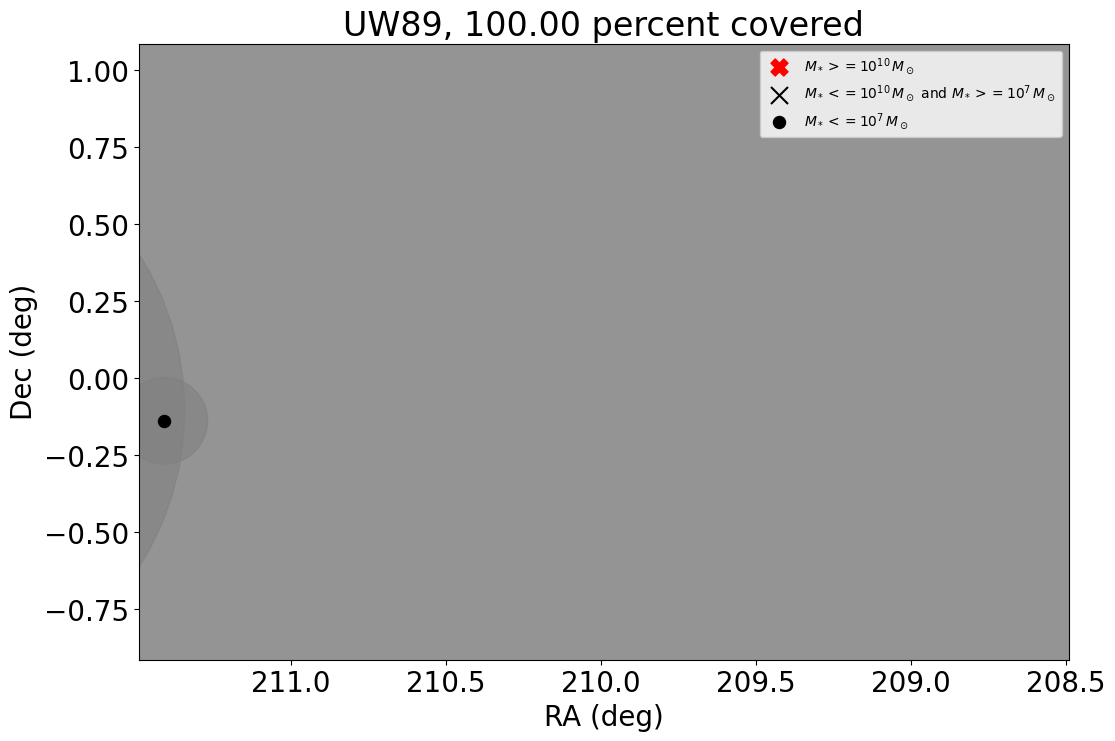 UW89, 100.00 percent covered
M* >= 10^10 M⊙
M* <= 10^10 M⊙ and M* >= 10^7 M⊙
M* <= 10^7 M⊙
1.00
0.75
0.50
0.25
0.00
−0.25
−0.50
−0.75
Dec (deg)
211.0 210.5 210.0 209.5 209.0 208.5
RA (deg)